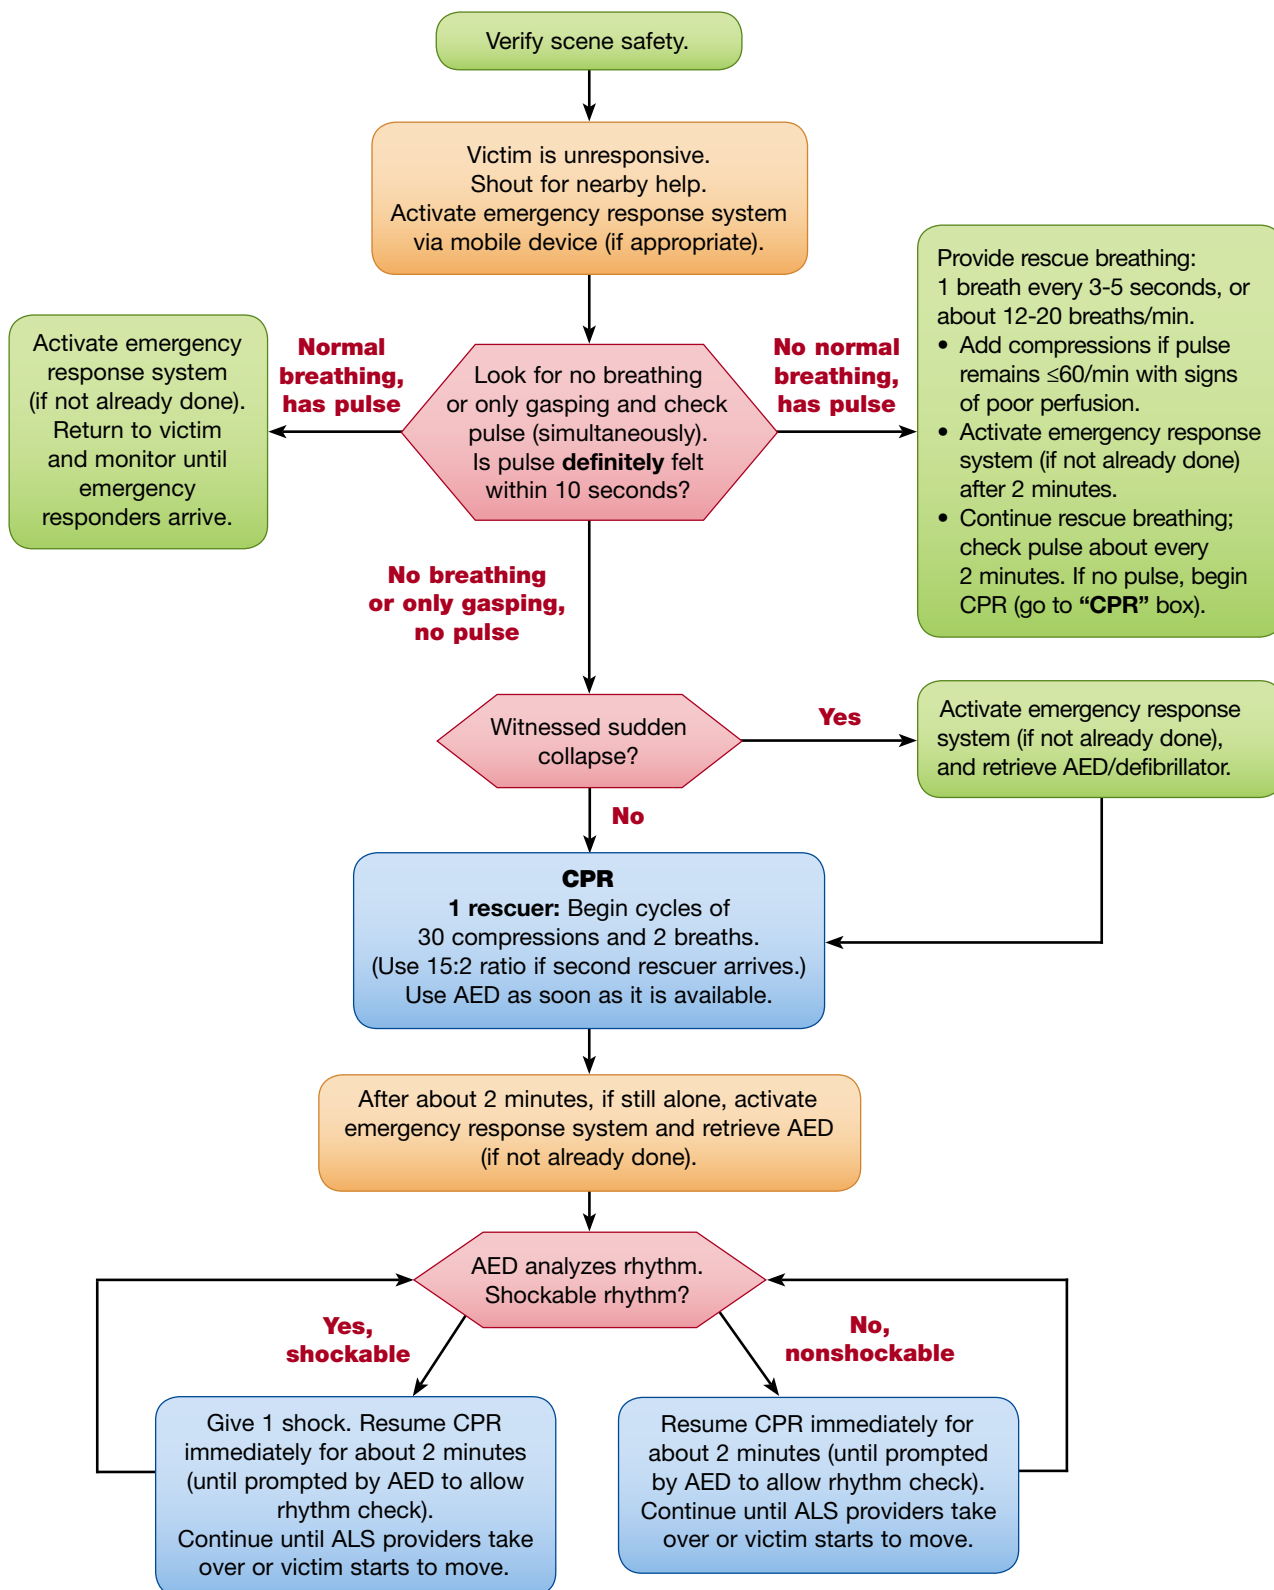 Verify scene safety.
Victim is unresponsive.
Shout for nearby help.
Activate emergency response system
via mobile device (if appropriate).
Normal
breathing,
has pulse
Activate emergency
response system
(if not already done).
Return to victim
and monitor until
emergency
responders arrive.
Look for no breathing
or only gasping and check
pulse (simultaneously).
Is pulse definitely felt
within 10 seconds?
No normal
breathing,
has pulse
Provide rescue breathing:
1 breath every 3-5 seconds, or
about 12-20 breaths/min.
• Add compressions if pulse
remains ≤60/min with signs
of poor perfusion.
• Activate emergency response
system (if not already done)
after 2 minutes.
• Continue rescue breathing;
check pulse about every
2 minutes. If no pulse, begin
CPR (go to “CPR” box).
No breathing
or only gasping,
no pulse
Witnessed sudden
collapse?
Yes
Activate emergency response
system (if not already done),
and retrieve AED/defibrillator.
No
CPR
1 rescuer: Begin cycles of
30 compressions and 2 breaths.
(Use 15:2 ratio if second rescuer arrives.)
Use AED as soon as it is available.
After about 2 minutes, if still alone, activate
emergency response system and retrieve AED
(if not already done).
AED analyzes rhythm.
Shockable rhythm?
Yes,
shockable
No,
nonshockable
Give 1 shock. Resume CPR
immediately for about 2 minutes
(until prompted by AED to allow
rhythm check).
Continue until ALS providers take
over or victim starts to move.
Resume CPR immediately for
about 2 minutes (until prompted
by AED to allow rhythm check).
Continue until ALS providers take
over or victim starts to move.